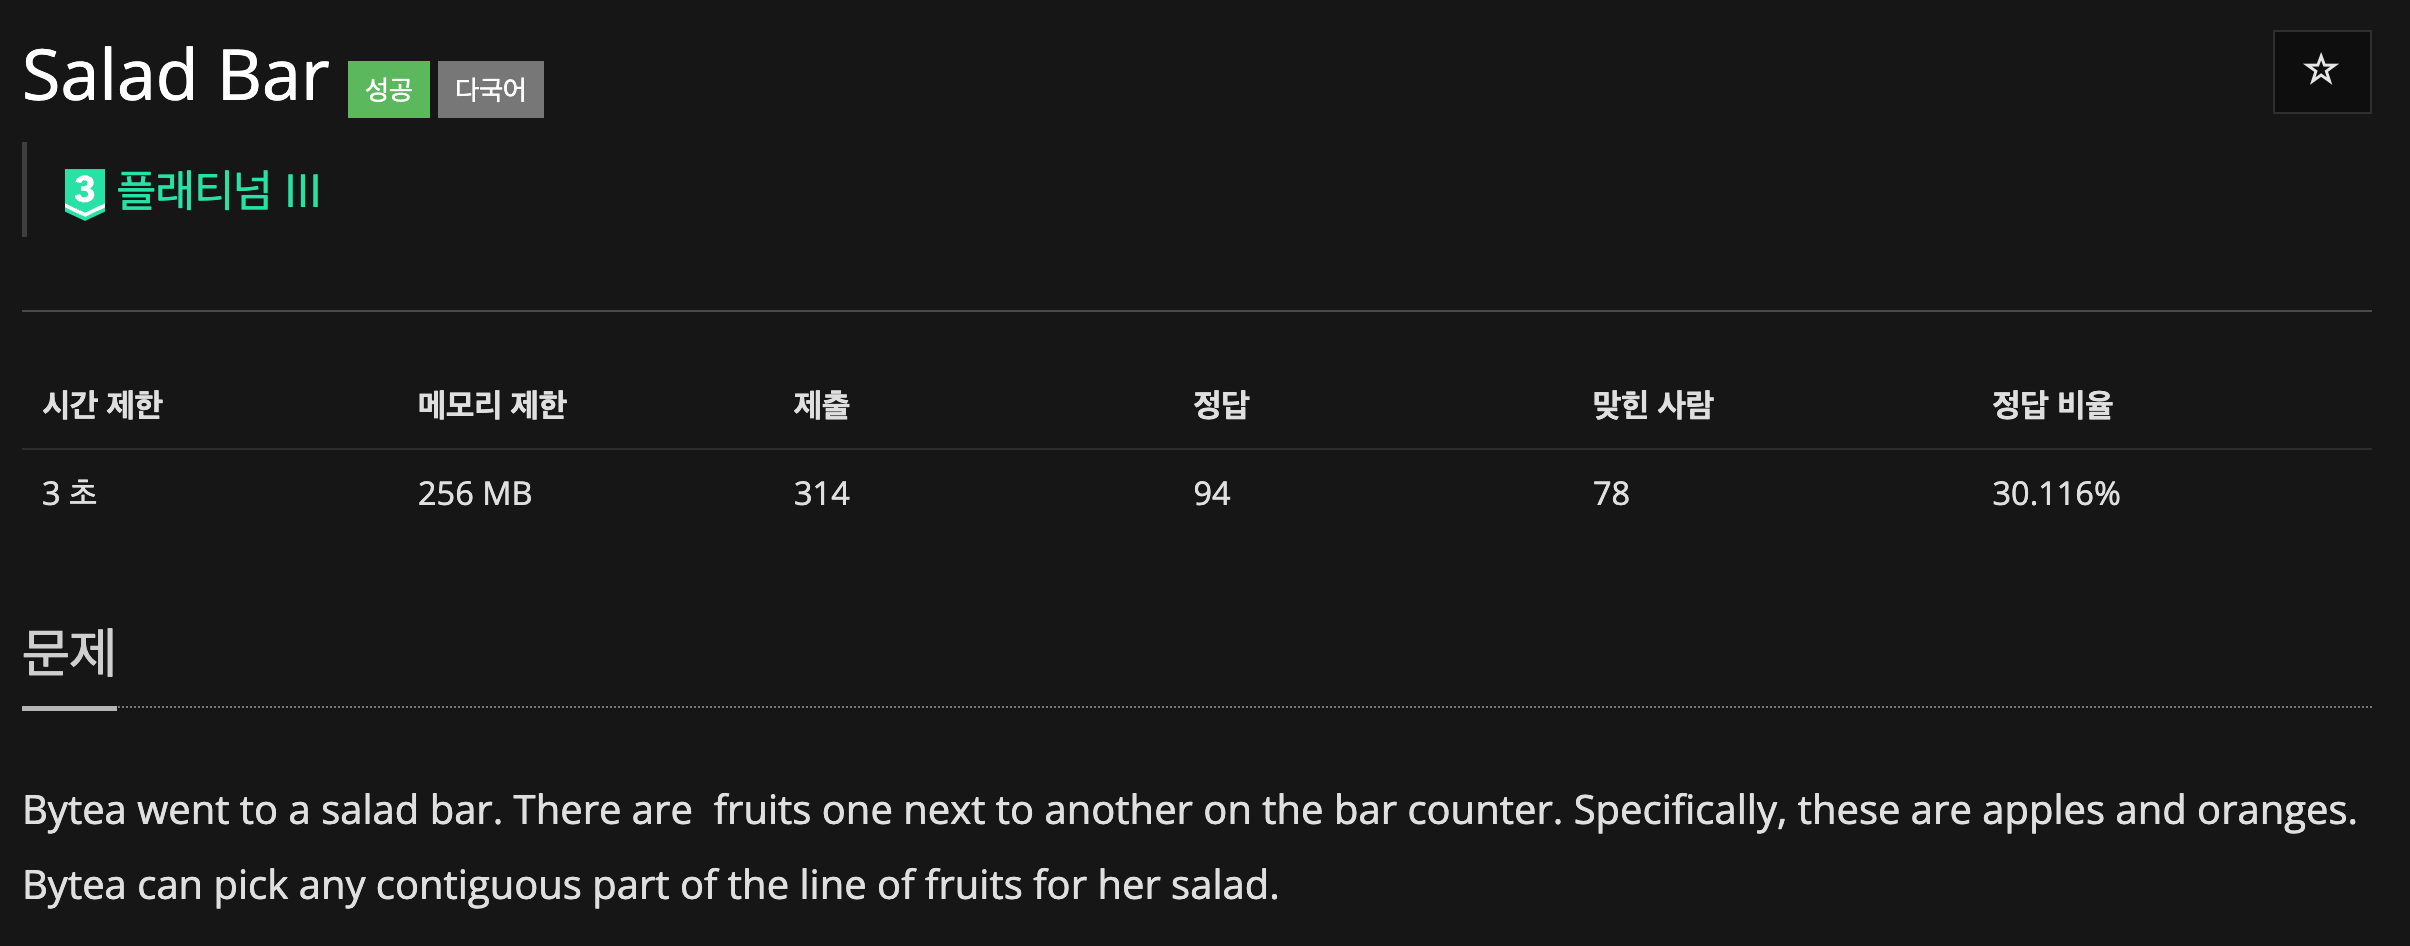 Salad Bar 성공 다국어
3 플래티넘 III
시간 제한 메모리 제한 제출 정답 맞힌 사람 정답 비율
3 초 256 MB 314 94 78 30.116%
문제
Bytea went to a salad bar. There are  fruits one next to another on the bar counter. Specifically, these are apples and oranges.
Bytea can pick any contiguous part of the line of fruits for her salad.